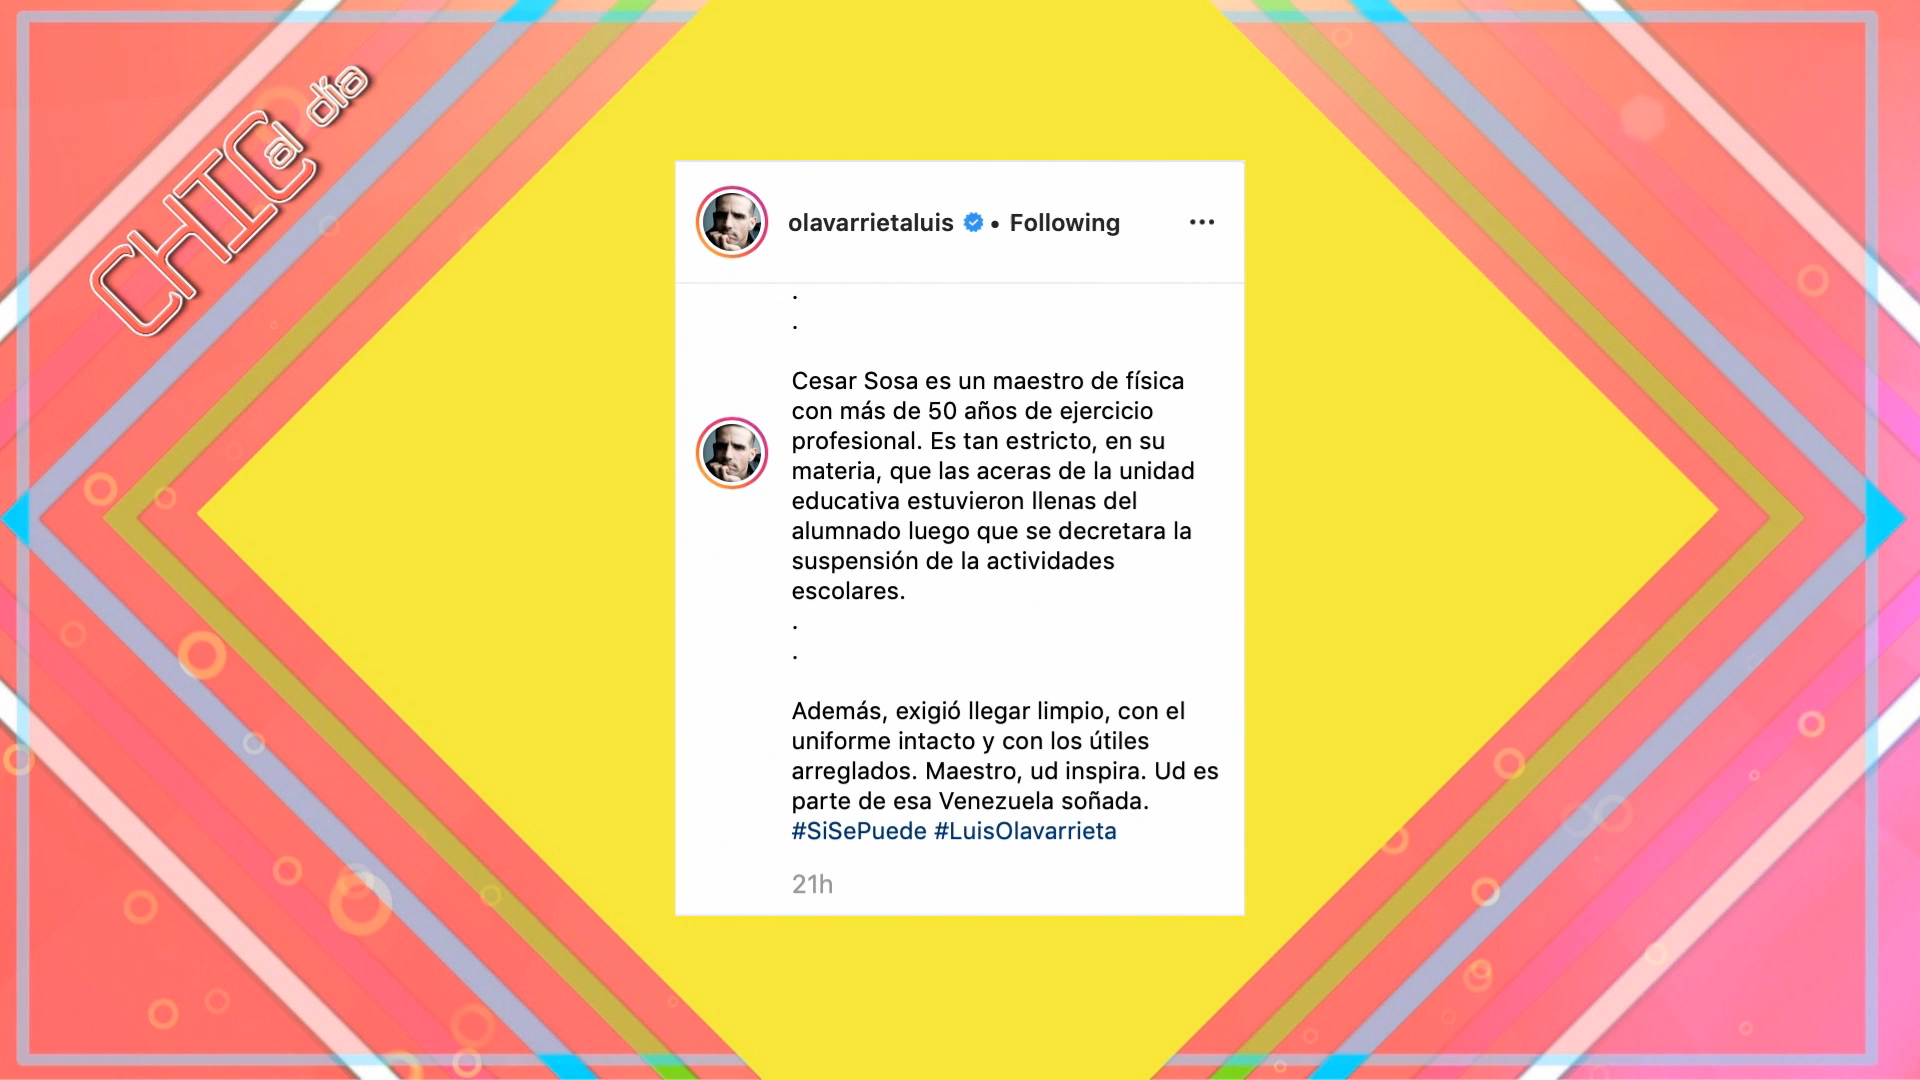 CHIC al día
olavarrietaluis • Following
.
.
Cesar Sosa es un maestro de física
con más de 50 años de ejercicio
profesional. Es tan estricto, en su
materia, que las aceras de la unidad
educativa estuvieron llenas del
alumnado luego que se decretara la
suspensión de la actividades
escolares.
.
.
Además, exigió llegar limpio, con el
uniforme intacto y con los útiles
arreglados. Maestro, ud inspira. Ud es
parte de esa Venezuela soñada.
#SiSePuede #LuisOlavarrieta
21h